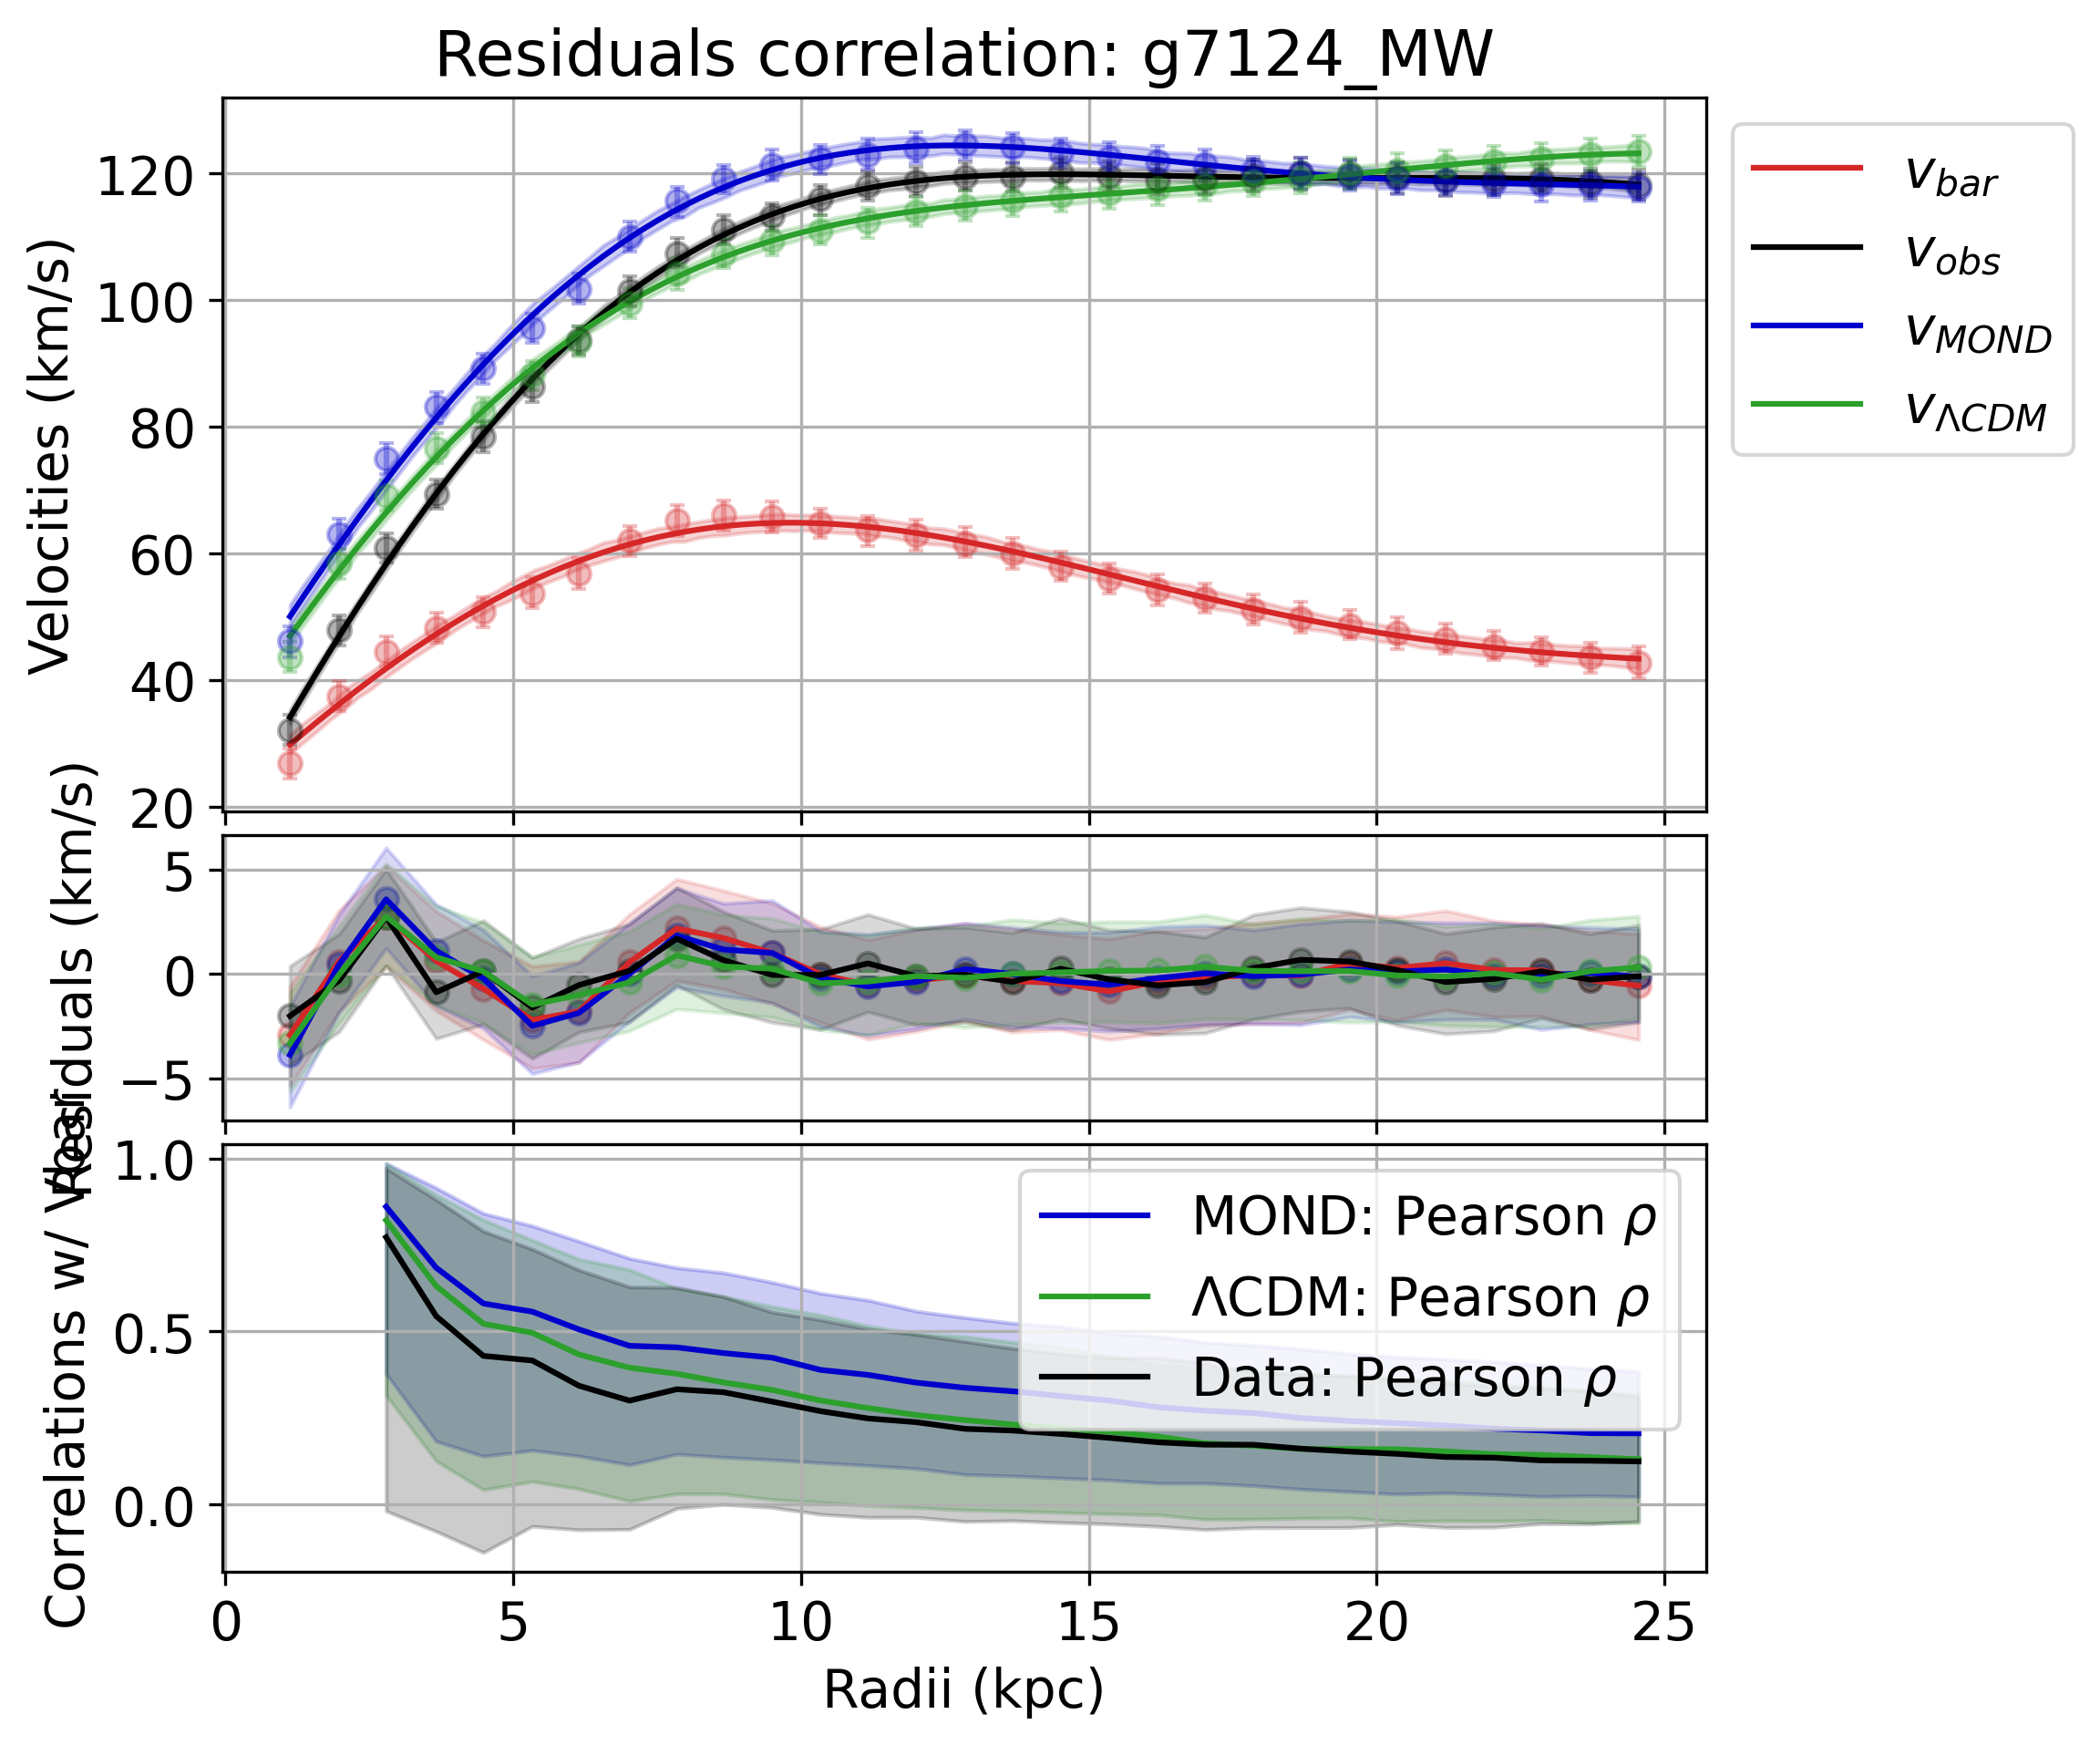 Residuals correlation: g7124_MW
Velocities (km/s)
120
100
80
60
40
20
v_bar
v_obs
v_MOND
v_ΛCDM
Residuals (km/s)
5
0
−5
Correlations w/ Vbar
1.0
0.5
0.0
MOND: Pearson ρ
ΛCDM: Pearson ρ
Data: Pearson ρ
0 5 10 15 20 25
Radii (kpc)